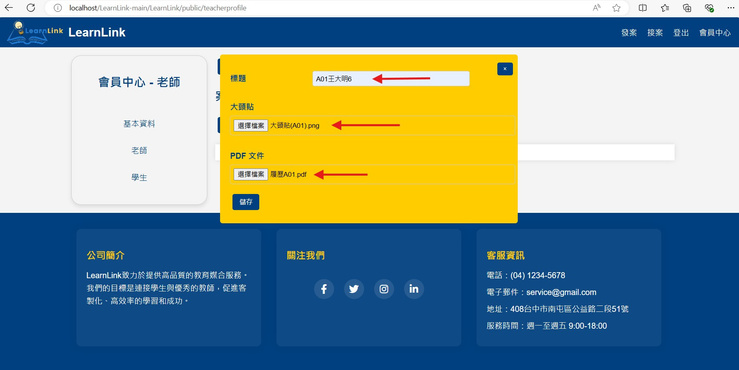 localhost/LearnLink-main/LearnLink/public/teacherprofile
LearnLink
LearnLink
發案
接案
登出
會員中心
會員中心 - 老師
基本資料
老師
學生
×
標題
A01王大明6
大頭貼
選擇檔案 大頭貼(A01).png
PDF 文件
選擇檔案 履歷A01.pdf
儲存
公司簡介
LearnLink致力於提供高品質的教育媒合服務。
我們的目標是連接學生與優秀的教師，促進客
製化、高效率的學習和成功。
關注我們
客服資訊
電話：(04) 1234-5678
電子郵件：service@gmail.com
地址：408台中市南屯區公益路二段51號
服務時間：週一至週五 9:00-18:00